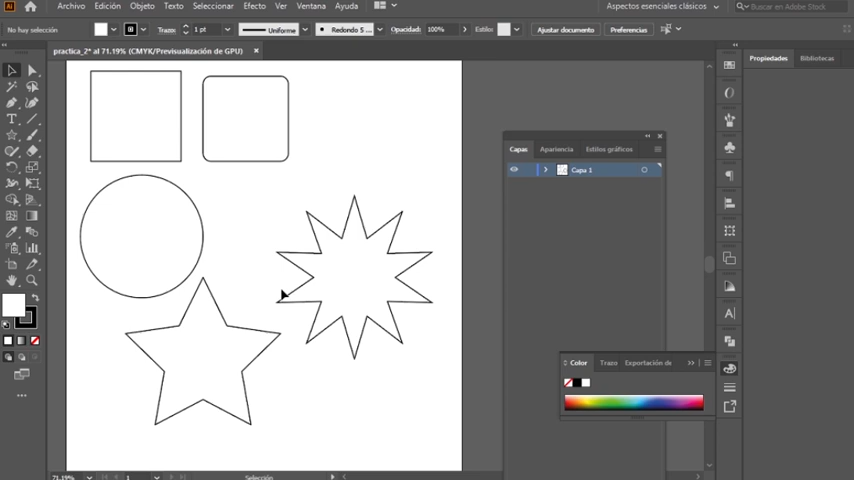 Ai Archivo Edición Objeto Texto Seleccionar Efecto Ver Ventana Ayuda Aspectos esenciales clásicos Buscar en Adobe Stock
No hay selección Trazo: 1 pt Uniforme Redondo 5 ... Opacidad: 100% Estilos: Ajustar documento Preferencias
practica_2* al 71.19% (CMYK/Previsualización de GPU) ×
Propiedades Bibliotecas
Capas Apariencia Estilos gráficos
Capa 1
Color Trazo Exportación de
71.19% 1 Selección